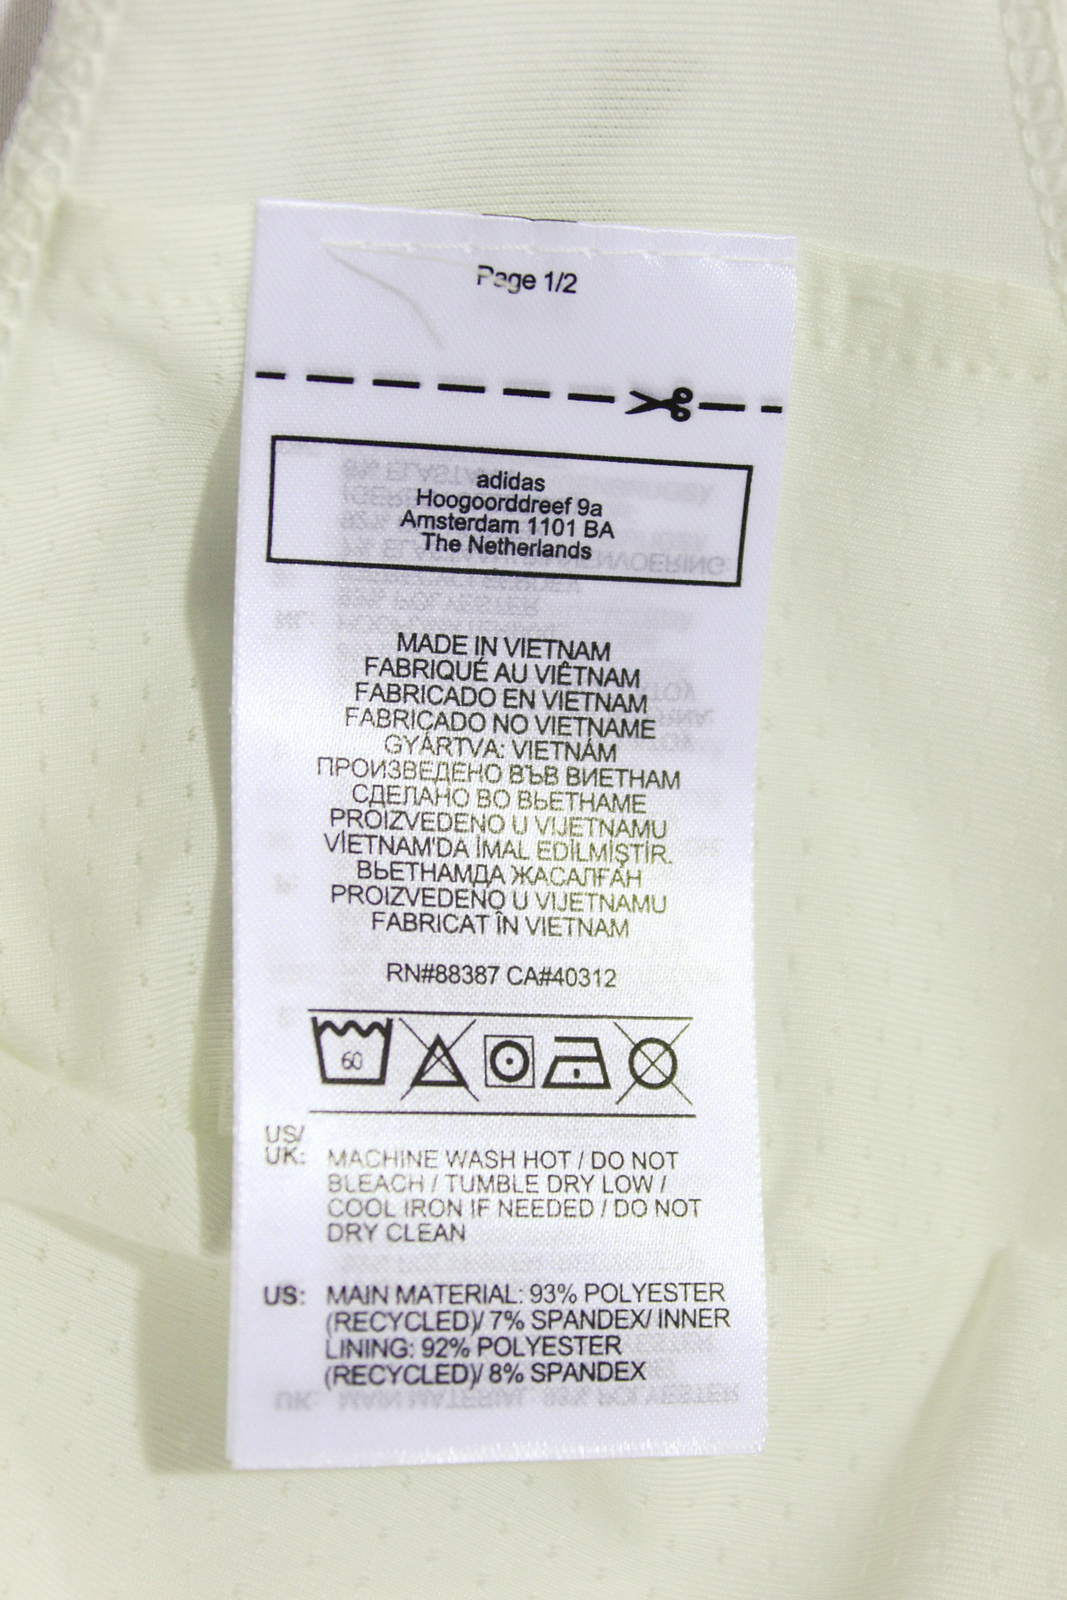 Page 1/2
adidas
Hoogoorddreef 9a
Amsterdam 1101 BA
The Netherlands
MADE IN VIETNAM
FABRIQUÉ AU VIÊTNAM
FABRICADO EN VIETNAM
FABRICADO NO VIETNAME
GYÁRTVA: VIETNÁM
ПРОИЗВЕДЕНО ВЪВ ВИЕТНАМ
СДЕЛАНО ВО ВЬЕТНАМЕ
PROIZVEDENO U VIJETNAMU
VİETNAM'DA İMAL EDİLMİŞTİR.
ВЬЕТНАМДА ЖАСАЛҒАН
PROIZVEDENO U VIJETNAMU
FABRICAT ÎN VIETNAM
RN#88387 CA#40312
60
US/
UK: MACHINE WASH HOT / DO NOT
BLEACH / TUMBLE DRY LOW /
COOL IRON IF NEEDED / DO NOT
DRY CLEAN
US: MAIN MATERIAL: 93% POLYESTER
(RECYCLED)/ 7% SPANDEX/ INNER
LINING: 92% POLYESTER
(RECYCLED)/ 8% SPANDEX